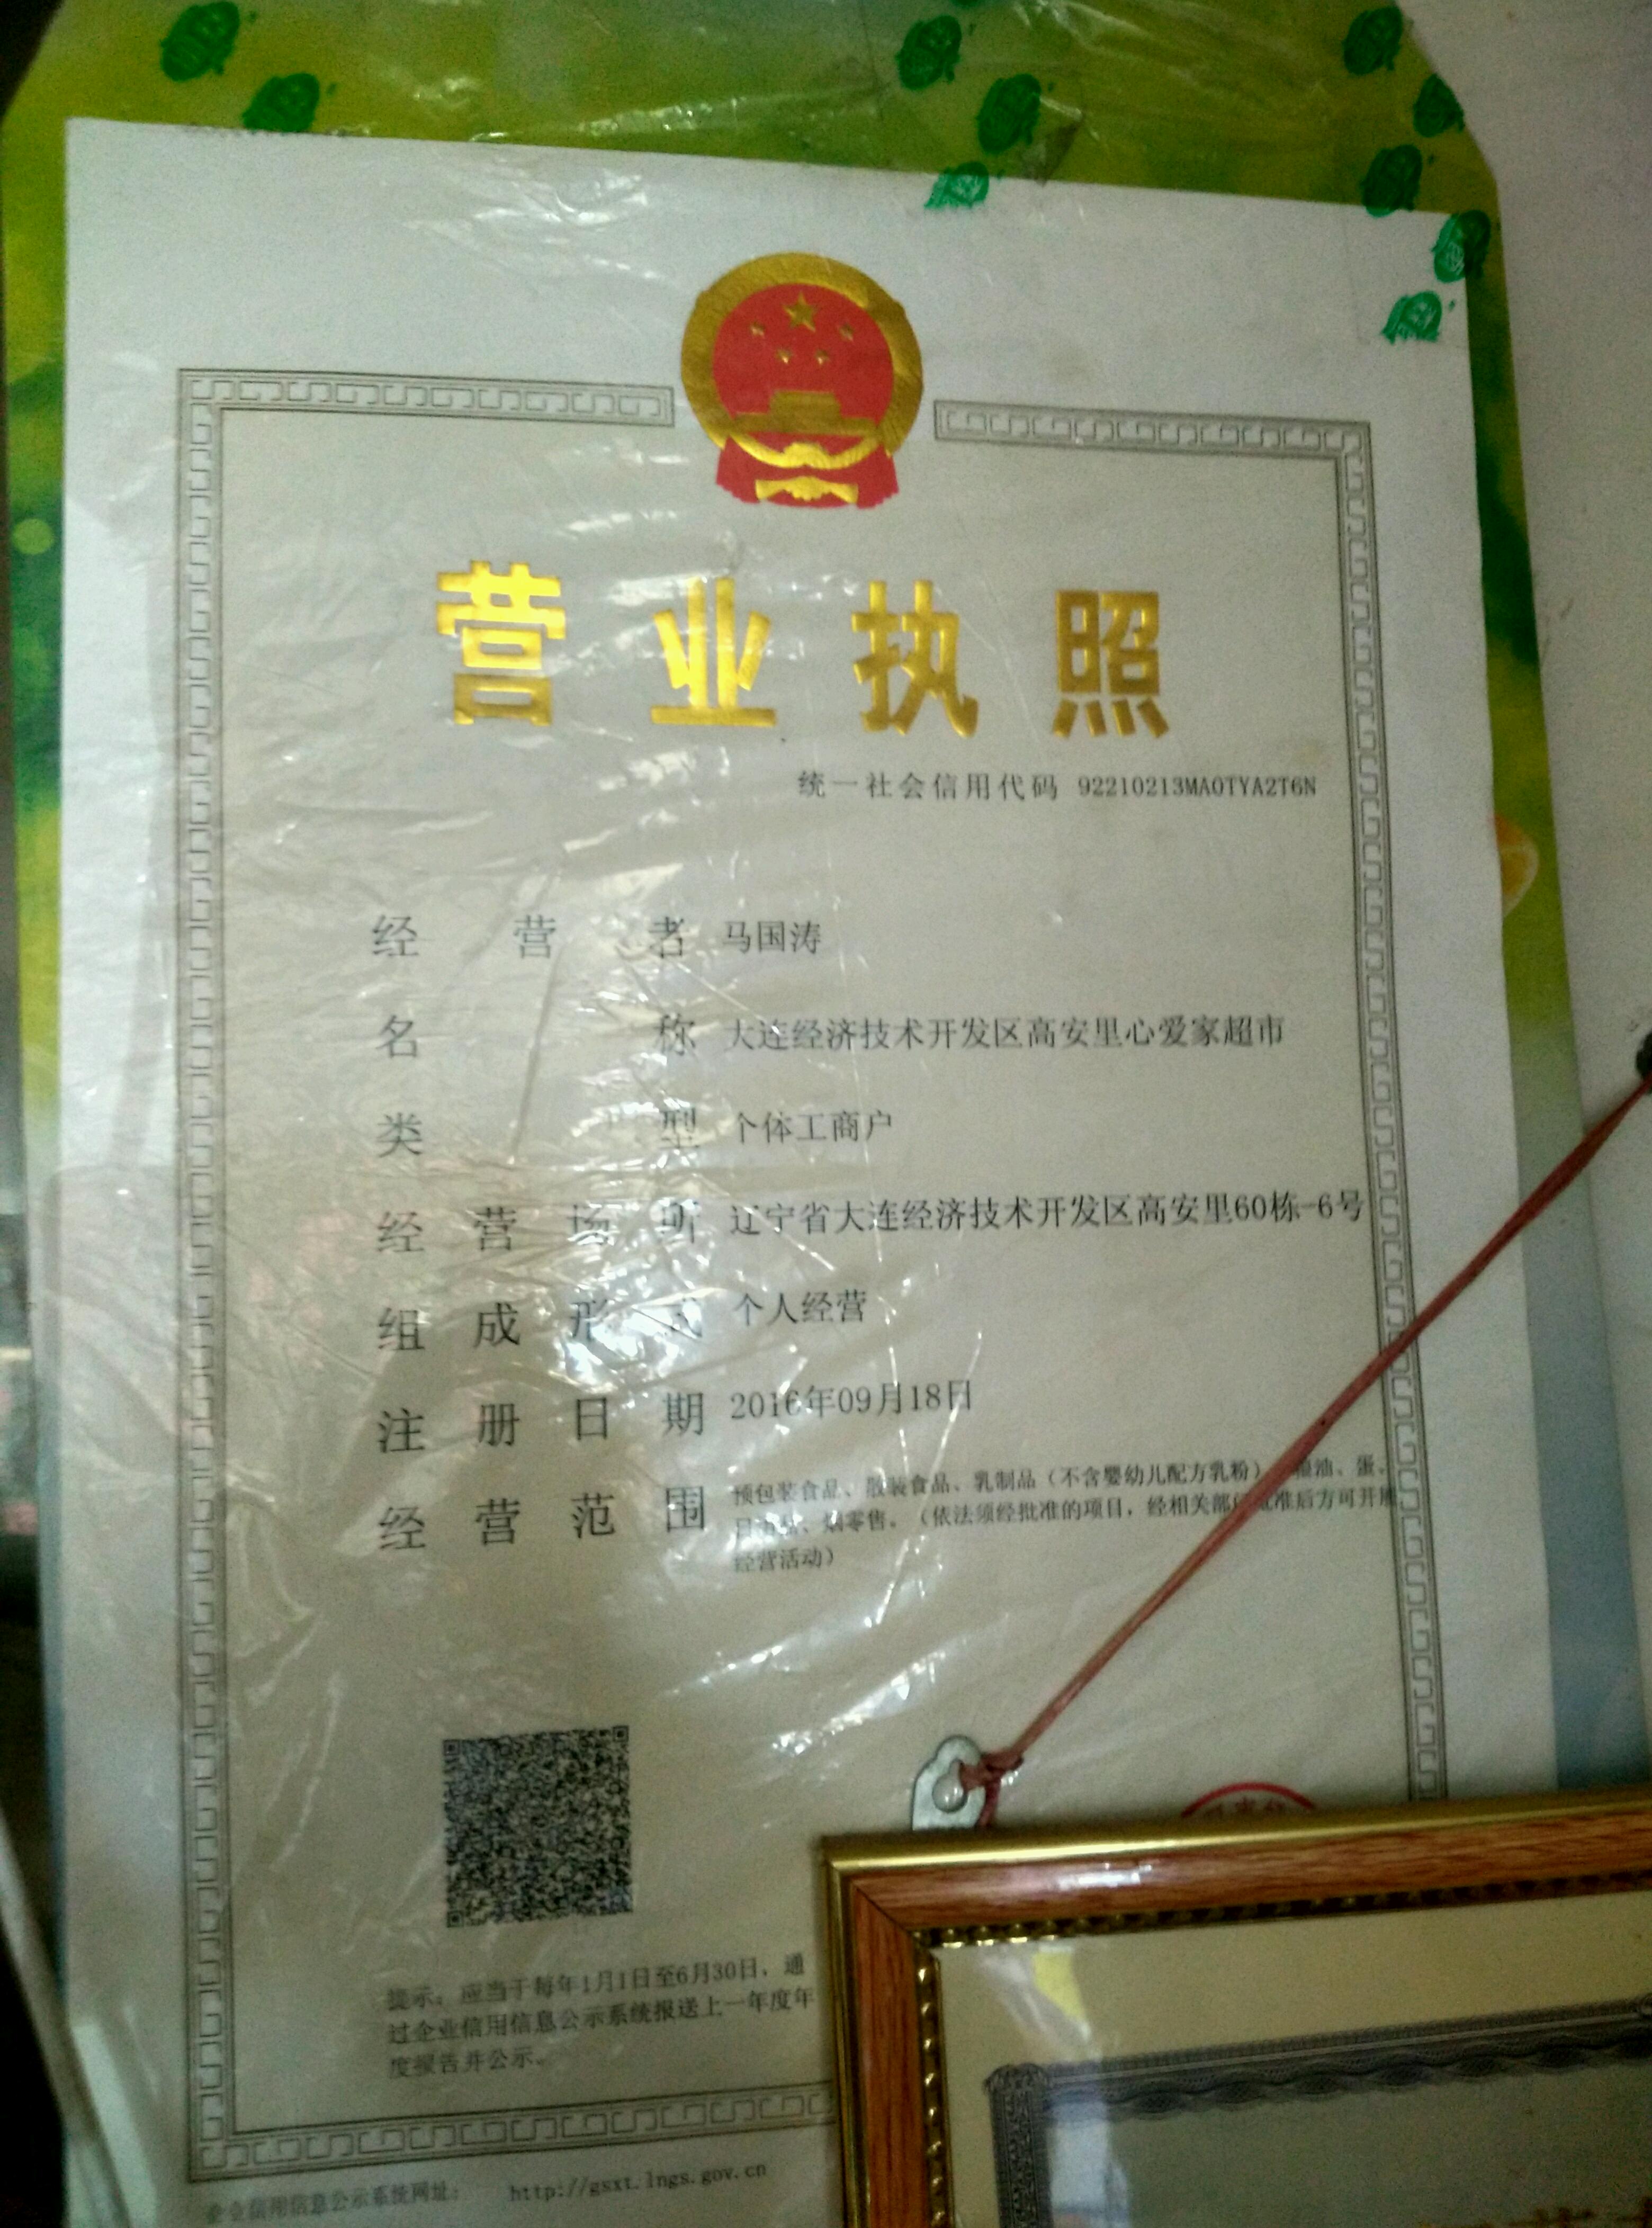 营业执照
统一社会信用代码 92210213MA0TYA2T6N
经营者 马国涛
名称 大连经济技术开发区高安里心爱家超市
类型 个体工商户
经营场所 辽宁省大连经济技术开发区高安里60栋-6号
组成形式 个人经营
注册日期 2016年09月18日
经营范围 预包装食品、散装食品、乳制品（不含婴幼儿配方乳粉）、粮油、蛋、
烟零售。（依法须经批准的项目，经相关部门批准后方可开展
经营活动）
提示：应当于每年1月1日至6月30日，通
过企业信用信息公示系统报送上一年度年
度报告并公示。
企业信用信息公示系统网址： http://gsxt.lngs.gov.cn